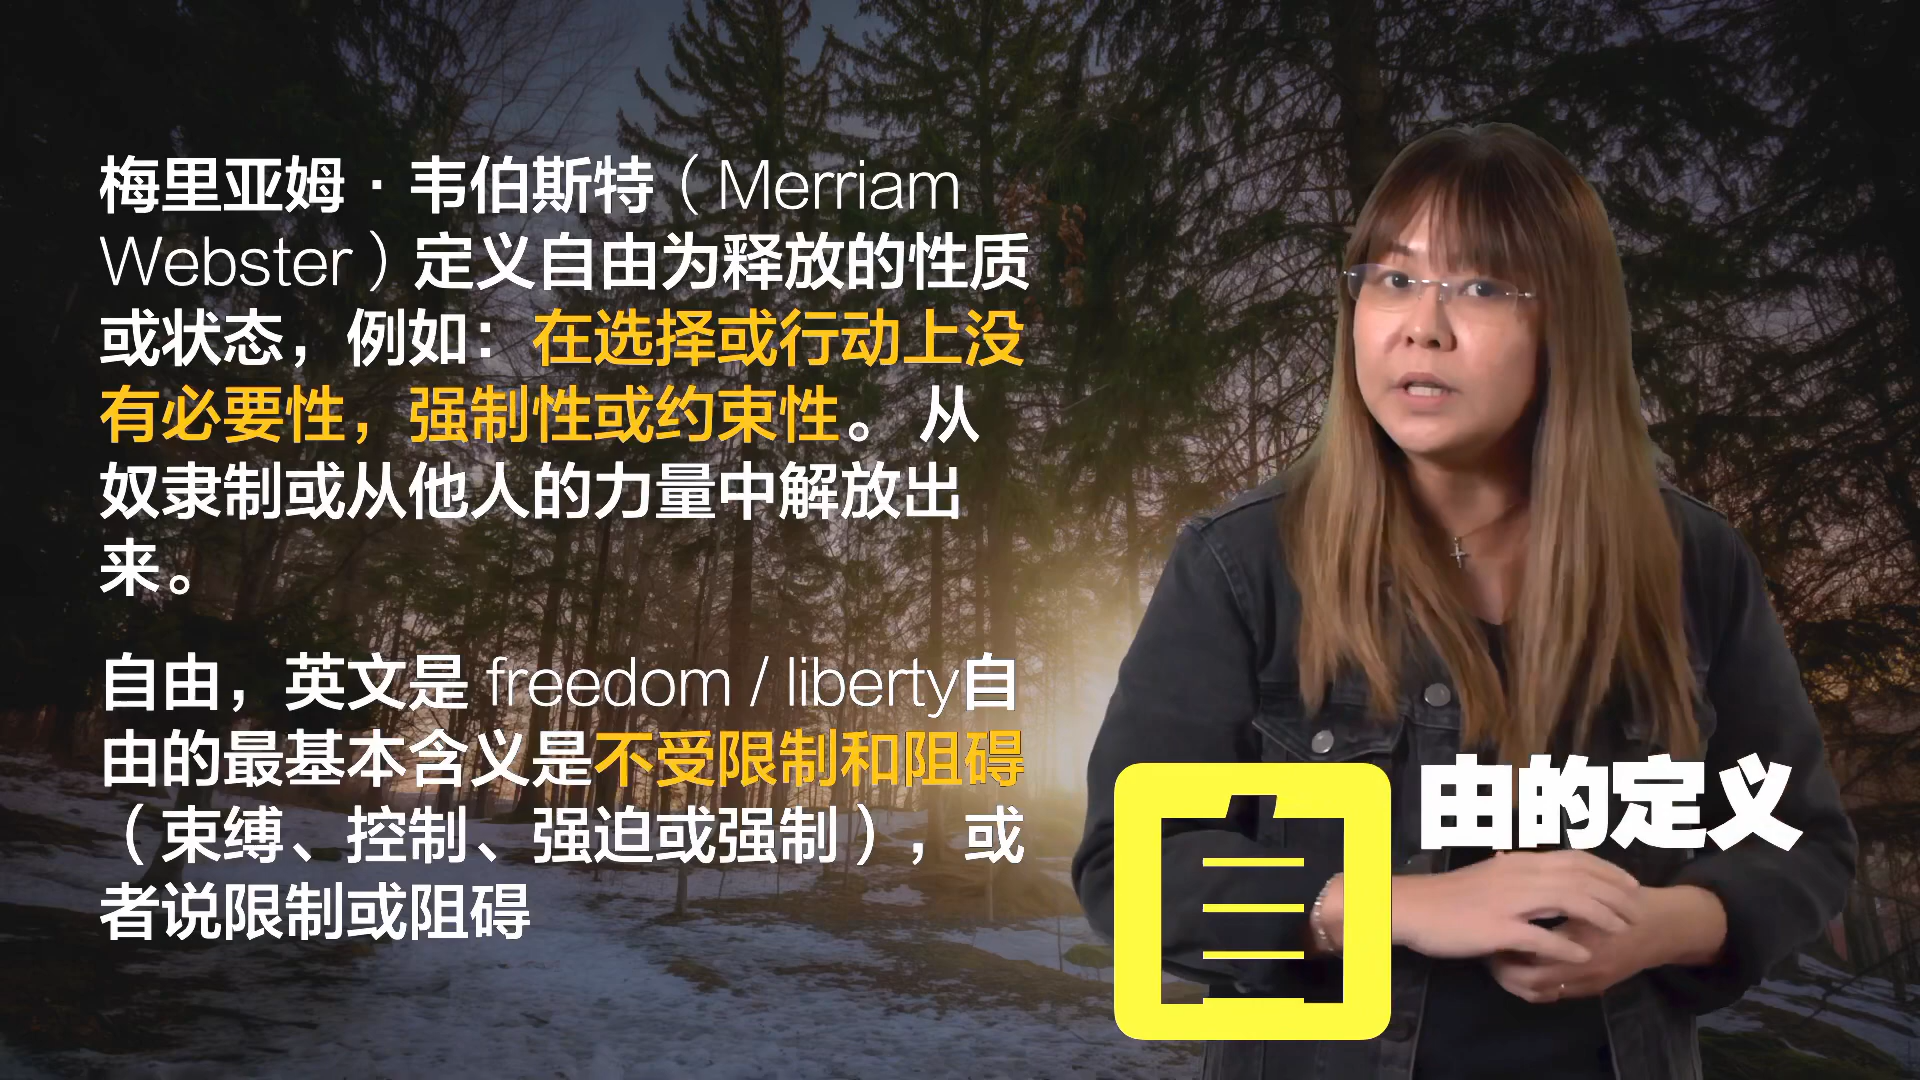 梅里亚姆·韦伯斯特（Merriam
Webster）定义自由为释放的性质
或状态，例如：在选择或行动上没
有必要性，强制性或约束性。 从
奴隶制或从他人的力量中解放出
来。
自由，英文是 freedom / liberty自
由的最基本含义是不受限制和阻碍
（束缚、控制、强迫或强制），或
者说限制或阻碍
自由的定义